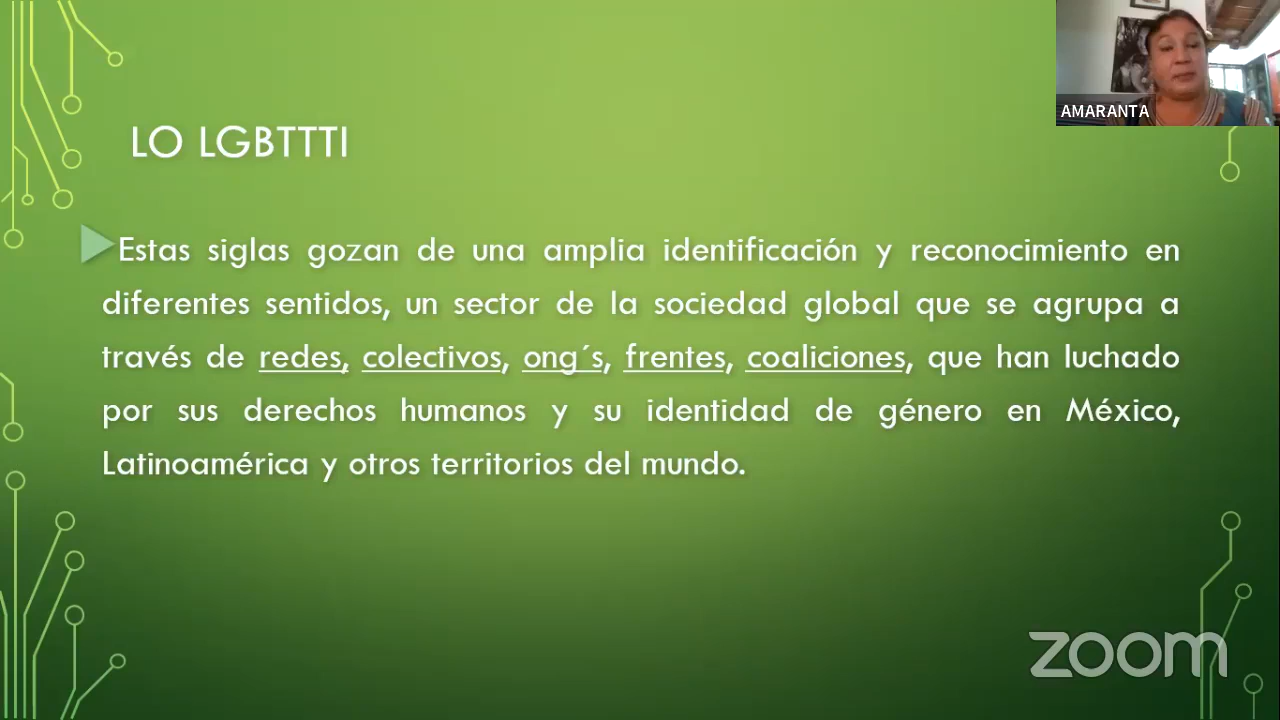 AMARANTA
LO LGBTTTI
Estas siglas gozan de una amplia identificación y reconocimiento en
diferentes sentidos, un sector de la sociedad global que se agrupa a
través de redes, colectivos, ong´s, frentes, coaliciones, que han luchado
por sus derechos humanos y su identidad de género en México,
Latinoamérica y otros territorios del mundo.
zoom